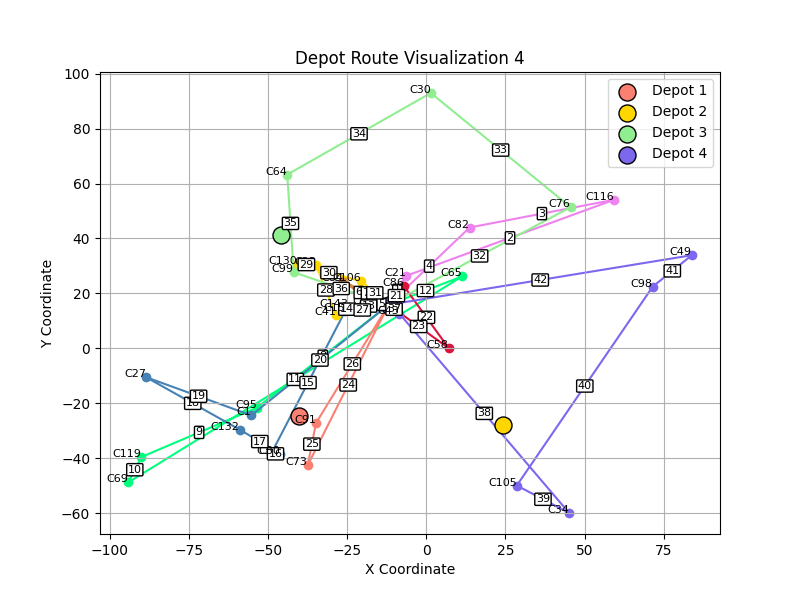 Depot Route Visualization 4
Depot 1
Depot 2
Depot 3
Depot 4
100
80
60
40
20
0
−20
−40
−60
Y Coordinate
−100
−75
−50
−25
0
25
50
75
X Coordinate
C30
34
33
C64
C76
C116
35
3
C82
2
C49
C130
29
4
32
C99
30
C21
C65
41
42
C98
C86
28
36
31
12
21
C41
14
27
22
23
C58
20
26
C27
11
15
24
40
19
C95
C91
38
C132
9
17
25
C119
16
10
C73
C69
C105
39
C34